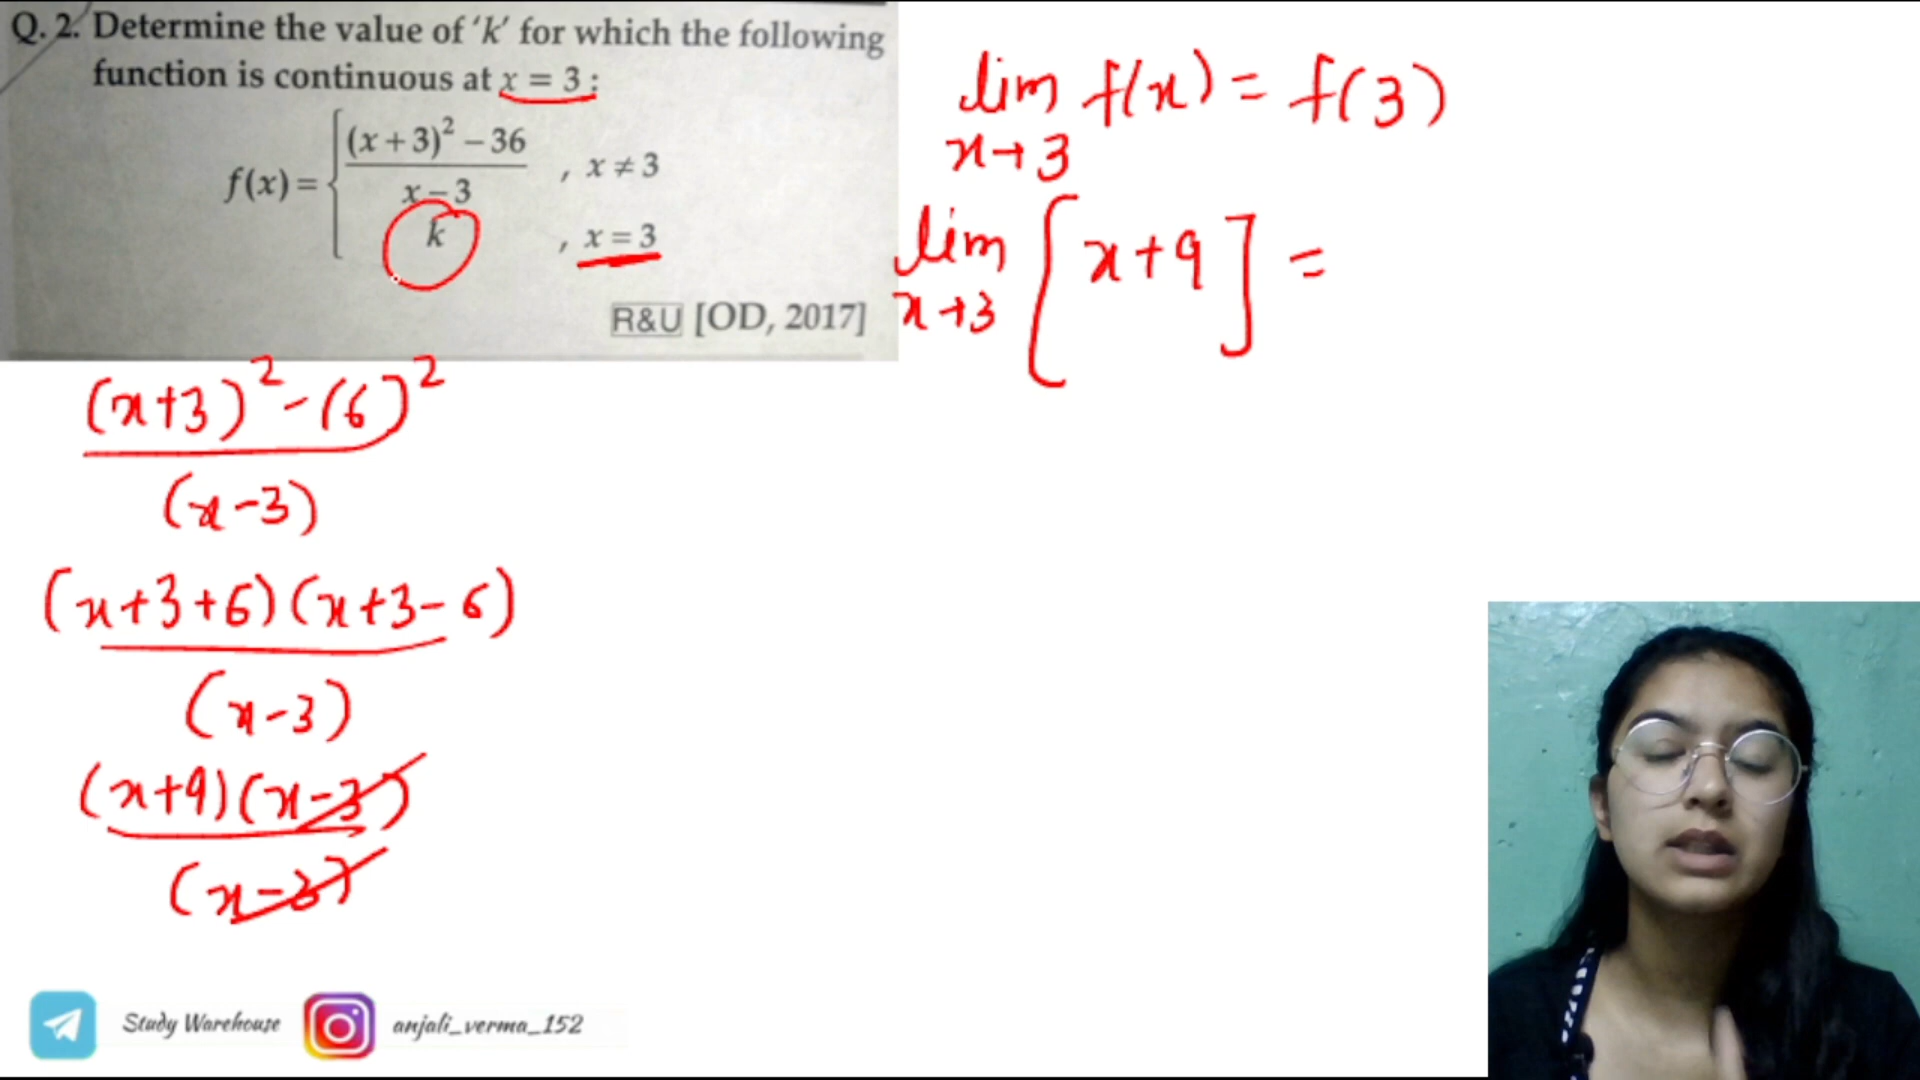 Q. 2. Determine the value of ‘k’ for which the following
function is continuous at x = 3 :
f(x) = { (x + 3)² – 36 / x – 3 , x ≠ 3
k , x = 3
R&U [OD, 2017]
(x+3)² - (6)² / (x-3)
(x+3+6)(x+3-6) / (x-3)
(x+9)(x-3) / (x-3)
lim x→3 f(x) = f(3)
lim x→3 [x+9] =
Study Warehouse
anjali_verma_152